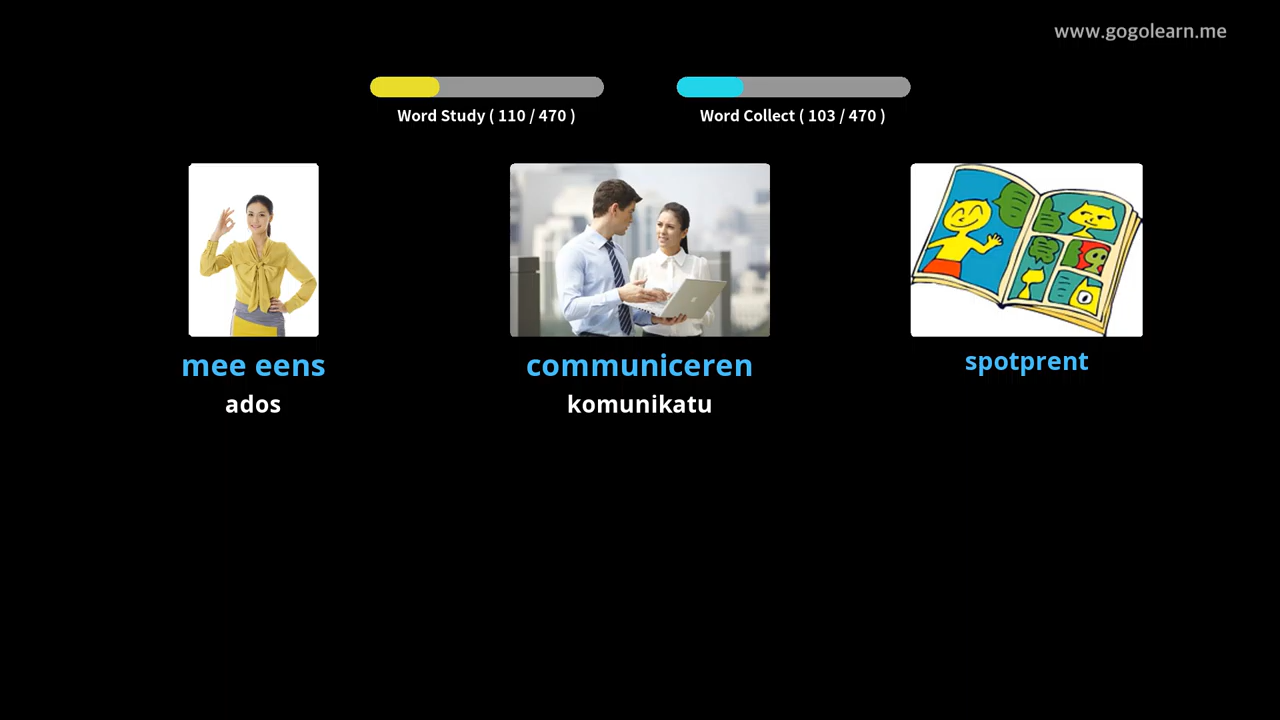 www.gogolearn.me
Word Study ( 110 / 470 )
Word Collect ( 103 / 470 )
mee eens
ados
communiceren
komunikatu
spotprent